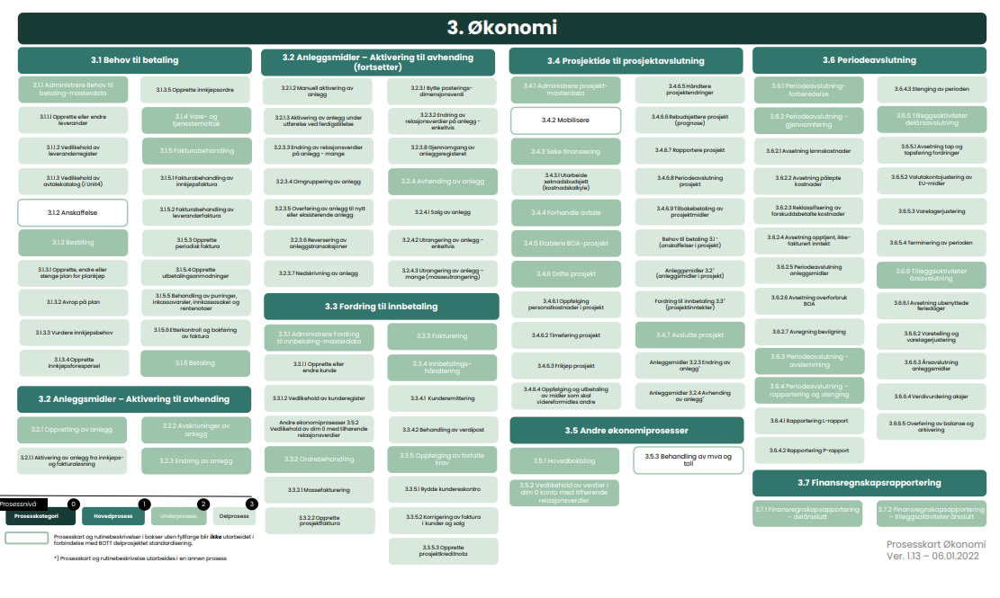 3. Økonomi
3.1 Behov til betaling
3.1.1 Administrere Behov til
betaling-masterdata
3.1.1.1 Opprette eller endre
leverandør
3.1.1.2 Vedlikehold av
leverandørregister
3.1.1.3 Vedlikehold av
avtalekatalog (i Unit4)
3.1.2 Anskaffelse
3.1.3 Bestilling
3.1.3.1 Opprette, endre eller
stenge plan for plankjøp
3.1.3.2 Avrop på plan
3.1.3.3 Vurdere innkjøpsbehov
3.1.3.4 Opprette
innkjøpsforespørsel
3.1.3.5 Opprette innkjøpsordre
3.1.4 Vare- og
tjenestemottak
3.1.5 Fakturabehandling
3.1.5.1 Fakturabehandling av
innkjøpsfaktura
3.1.5.2 Fakturabehandling av
leverandørfaktura
3.1.5.3 Opprette
periodisk faktura
3.1.5.4 Opprette
utbetalingsanmodninger
3.1.5.5 Behandling av purringer,
inkassovarsler, innkassosaker og
rentenotaer
3.1.5.6 Etterkontroll og bokføring
av faktura
3.1.6 Betaling
3.2 Anleggsmidler – Aktivering til avhending
3.2.1 Oppretting av anlegg
3.2.1.1 Aktivering av anlegg fra innkjøps-
og fakturaløsning
3.2.2 Avskrivninger av
anlegg
3.2.3 Endring av anlegg
3.2 Anleggsmidler – Aktivering til avhending
(fortsetter)
3.2.1.2 Manuell aktivering av
anlegg
3.2.1.3 Aktivering av anlegg under
utførelse ved ferdigstillelse
3.2.3.3 Endring av relasjonsverdier
på anlegg - mange
3.2.3.4 Omgruppering av anlegg
3.2.3.5 Overføring av anlegg til nytt
eller eksisterende anlegg
3.2.3.6 Reversering av
anleggstransaksjoner
3.2.3.7 Nedskrivning av anlegg
3.2.3.1 Bytte posterings-
dimensjonsverdi
3.2.3.2 Endring av
relasjonsverdier på anlegg -
enkeltvis
3.2.3.8 Gjennomgang av
anleggsregisteret
3.2.4 Avhending av anlegg
3.2.4.1 Salg av anlegg
3.2.4.2 Utrangering av anlegg -
enkeltvis
3.2.4.3 Utrangering av anlegg –
mange (masseutrangering)
3.3 Fordring til innbetaling
3.3.1 Administrere Fordring
til innbetaling-masterdata
3.3.1.1 Opprette eller
endre kunde
3.3.1.2 Vedlikehold av kunderegister
Andre økonomiprosesser 3.5.2
Vedlikehold av dim 0 med tilhørende
relasjonsverdier
3.3.2 Ordrebehandling
3.3.2.1 Massefakturering
3.3.2.2 Opprette
prosjektfaktura
3.3.3 Fakturering
3.3.4 Innbetalings-
håndtering
3.3.4.1 Kunderemittering
3.3.4.2 Behandling av verdipost
3.3.5 Oppfølging av forfalte
krav
3.3.5.1 Rydde kundereskontro
3.3.5.2 Korrigering av faktura
i kunder og salg
3.3.5.3 Opprette
prosjektkreditnota
3.4 Prosjektide til prosjektavslutning
3.4.1 Administrere prosjekt-
masterdata
3.4.2 Mobilisere
3.4.3 Søke finansiering
3.4.3.1 Utarbeide
søknadsbudsjett
(kostnadskalkyle)
3.4.4 Forhandle avtale
3.4.5 Etablere BOA-prosjekt
3.4.6 Drifte prosjekt
3.4.6.1 Oppfølging
personalkostnader i prosjekt
3.4.6.2 Timeføring prosjekt
3.4.6.3 Frikjøp prosjekt
3.4.6.4 Oppfølging og utbetaling
av midler som skal
videreformidles andre
3.4.6.5 Håndtere
prosjektendringer
3.4.6.6 Rebudsjettere prosjekt
(prognose)
3.4.6.7 Rapportere prosjekt
3.4.6.8 Periodeavslutning
prosjekt
3.4.6.9 Tilbakebetaling av
prosjektmidler
Behov til betaling 3.1 *
(anskaffelser i prosjekt)
Anleggsmidler 3.2*
(anleggsmidler i prosjekt)
Fordring til innbetaling 3.3*
(prosjektinntekter)
3.4.7 Avslutte prosjekt
Anleggsmidler 3.2.3 Endring av
anlegg*
Anleggsmidler 3.2.4 Avhending
av anlegg*
3.5 Andre økonomiprosesser
3.5.1 Hovedbokbilag
3.5.2 Vedlikehold av verdier i
dim 0 konto med tilhørende
relasjonsverdier
3.5.3 Behandling av mva og
toll
3.6 Periodeavslutning
3.6.1 Periodeavslutning-
forberedelse
3.6.2 Periodeavslutning -
gjennomføring
3.6.2.1 Avsetning lønnskostnader
3.6.2.2 Avsetning påløpte
kostnader
3.6.2.3 Reklassifisering av
forskuddsbetalte kostnader
3.6.2.4 Avsetning opptjent, ikke-
fakturert inntekt
3.6.2.5 Periodeavslutning
anleggsmidler
3.6.2.6 Avsetning overforbruk
BOA
3.6.2.7 Avregning bevilgning
3.6.3 Periodeavslutning -
avstemming
3.6.4 Periodeavslutning –
rapportering og stenging
3.6.4.1 Rapportering L-rapport
3.6.4.2 Rapportering P-rapport
3.6.4.3 Stenging av perioden
3.6.5 Tilleggsaktiviteter
delårsavslutning
3.6.5.1 Avsetning tap og
tapsføring fordringer
3.6.5.2 Valutakontojustering av
EU-midler
3.6.5.3 Varelagerjustering
3.6.5.4 Terminering av perioden
3.6.6 Tilleggsaktiviteter
årsavslutning
3.6.6.1 Avsetning ubenyttede
feriedager
3.6.6.2 Varetelling og
varelagerjustering
3.6.6.3 Årsavslutning
anleggsmidler
3.6.6.4 Verdivurdering aksjer
3.6.6.5 Overføring av balanse og
arkivering
3.7 Finansregnskapsrapportering
3.7.1 Finansregnskapsapportering
– delårsslutt
3.7.2 Finansregnskapsrapportering
– tilleggsaktiviteter årsslutt
Prosessnivå
0
1
2
3
Prosesskategori
Hovedprosess
Underprosess
Delprosess
Prosesskart og rutinebeskrivelser i bokser uten fyllfarge blir ikke utarbeidet i
forbindelse med BOTT delprosjektet standardisering.
*) Prosesskart og rutinebeskrivelse utarbeides i en annen prosess
Prosesskart Økonomi
Ver. 1.13 – 06.01.2022